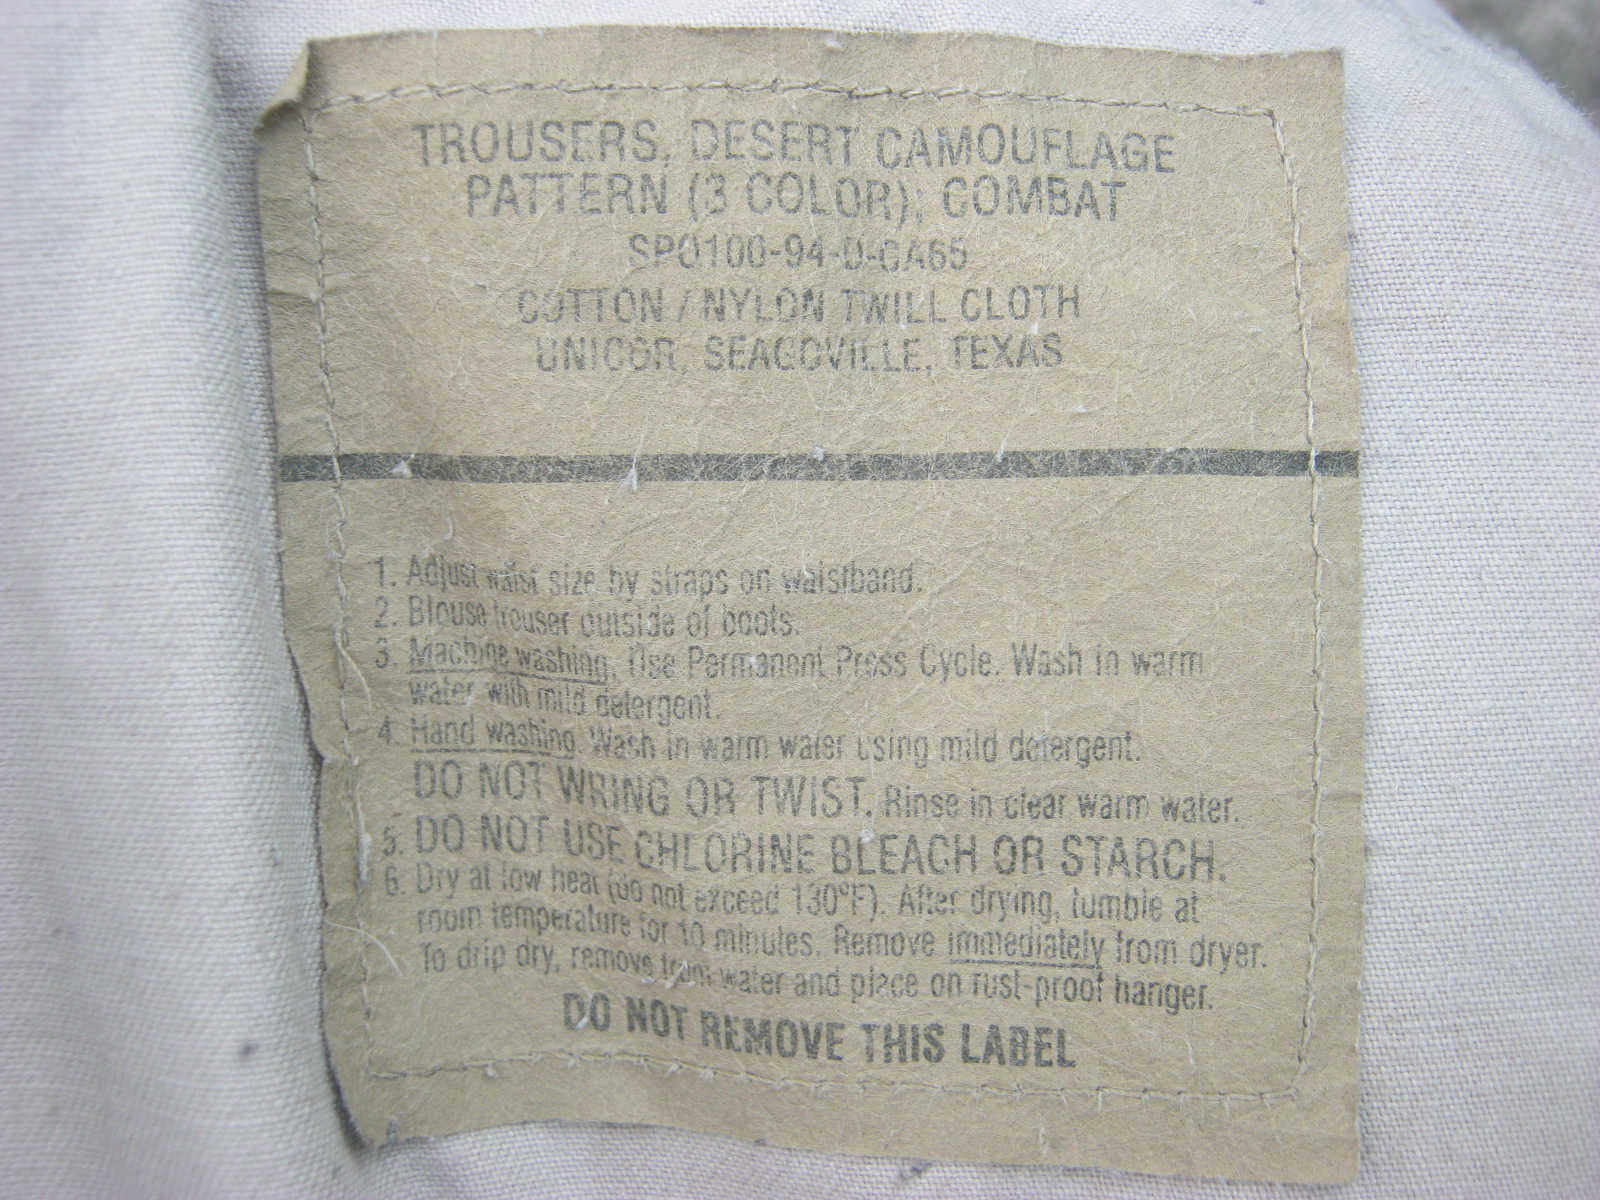 TROUSERS, DESERT CAMOUFLAGE
PATTERN (3 COLOR); COMBAT
SPO100-94-D-CA65
COTTON / NYLON TWILL CLOTH
UNICOR, SEAGOVILLE, TEXAS
1. Adjust waist size by straps on waistband.
2. Blouse trouser outside of boots.
3. Machine washing. Use Permanent Press Cycle. Wash in warm
water with mild detergent.
4. Hand washing. Wash in warm water using mild detergent.
DO NOT WRING OR TWIST. Rinse in clear warm water.
5. DO NOT USE CHLORINE BLEACH OR STARCH.
6. Dry at low heat (do not exceed 130°F). After drying, tumble at
room temperature for 10 minutes. Remove immediately from dryer.
To drip dry, remove from water and place on rust-proof hanger.
DO NOT REMOVE THIS LABEL